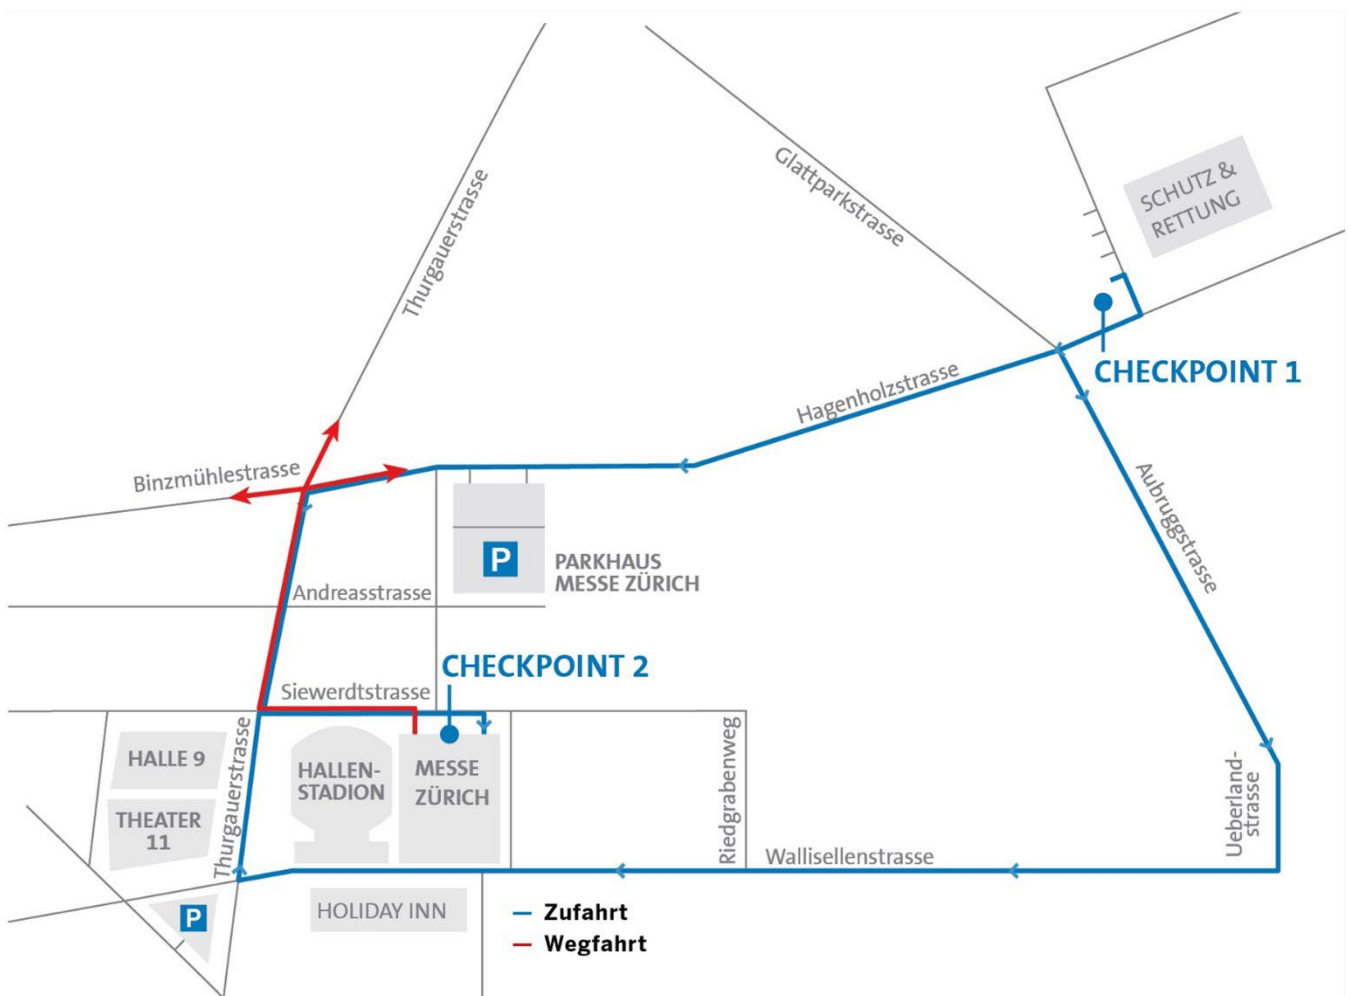 Thurgauerstrasse
Glattparkstrasse
SCHUTZ &
RETTUNG
CHECKPOINT 1
Hagenholzstrasse
Binzmühlestrasse
Aubruggstrasse
P
PARKHAUS
MESSE ZÜRICH
Andreasstrasse
CHECKPOINT 2
Siewerdtstrasse
HALLE 9
THEATER
11
Thurgauerstrasse
HALLEN-
STADION
MESSE
ZÜRICH
Riedgrabenweg
Ueberland-
strasse
Wallisellenstrasse
P
HOLIDAY INN
Zufahrt
Wegfahrt